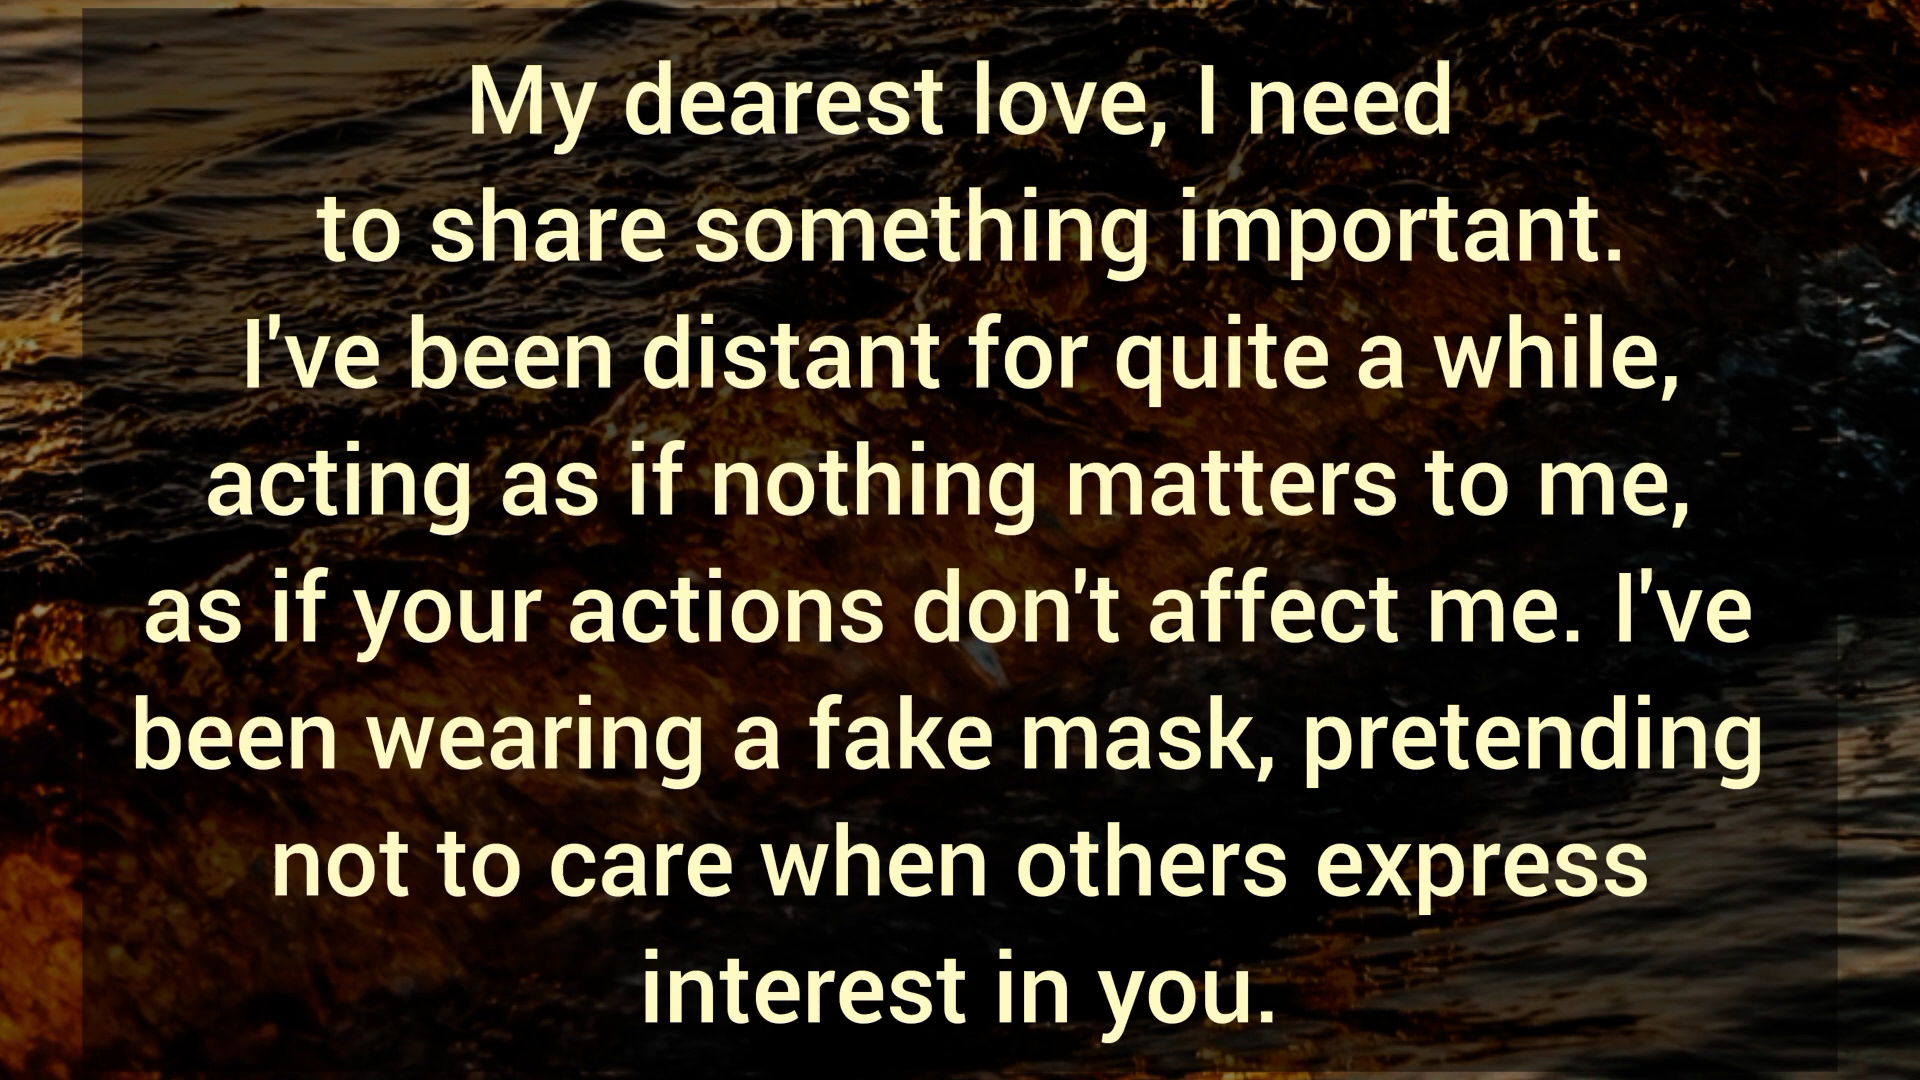 My dearest love, I need
to share something important.
I've been distant for quite a while,
acting as if nothing matters to me,
as if your actions don't affect me. I've
been wearing a fake mask, pretending
not to care when others express
interest in you.